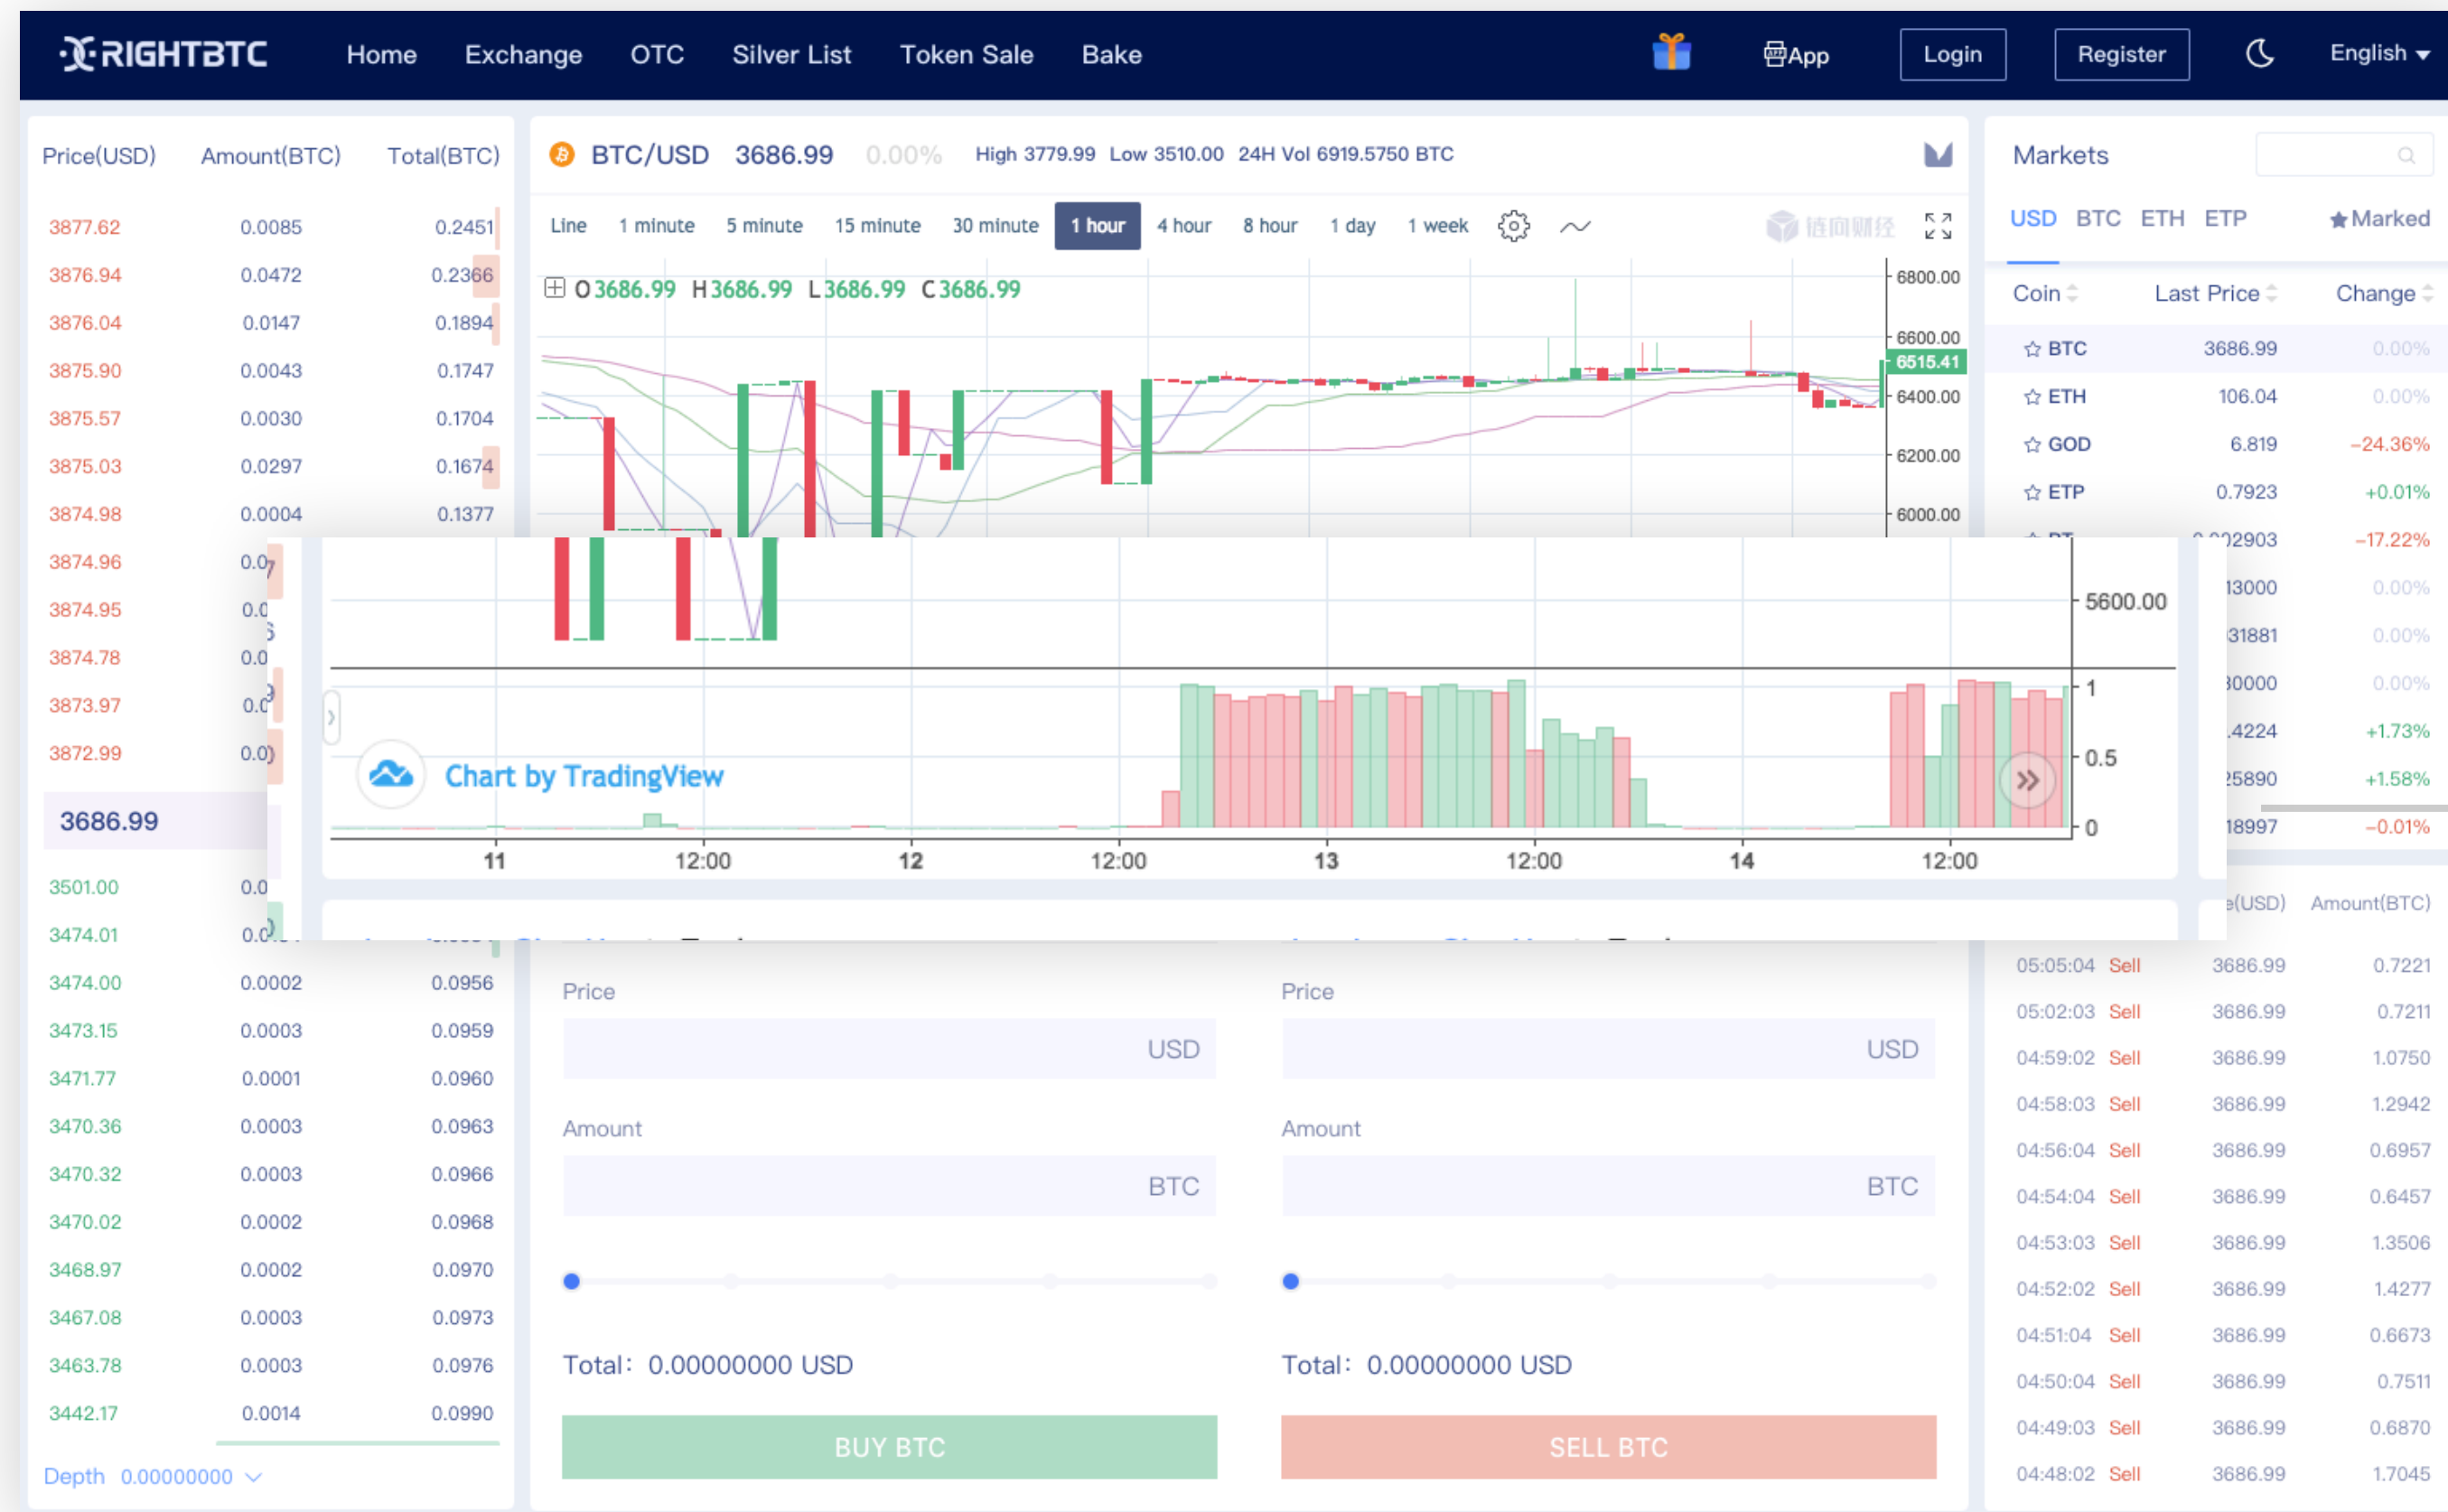 RIGHTBTC Home Exchange OTC Silver List Token Sale Bake App Login Register English
Price(USD) Amount(BTC) Total(BTC)
3877.62 0.0085 0.2451
3876.94 0.0472 0.2366
3876.04 0.0147 0.1894
3875.90 0.0043 0.1747
3875.57 0.0030 0.1704
3875.03 0.0297 0.1674
3874.98 0.0004 0.1377
3874.96
3874.95
3874.78
3873.97
3872.99
3686.99
3501.00
3474.01
3474.00 0.0002 0.0956
3473.15 0.0003 0.0959
3471.77 0.0001 0.0960
3470.36 0.0003 0.0963
3470.32 0.0003 0.0966
3470.02 0.0002 0.0968
3468.97 0.0002 0.0970
3467.08 0.0003 0.0973
3463.78 0.0003 0.0976
3442.17 0.0014 0.0990
Depth 0.00000000
BTC/USD 3686.99 0.00% High 3779.99 Low 3510.00 24H Vol 6919.5750 BTC
Line 1 minute 5 minute 15 minute 30 minute 1 hour 4 hour 8 hour 1 day 1 week
链向财经
O 3686.99 H 3686.99 L 3686.99 C 3686.99
6800.00
6600.00
6515.41
6400.00
6200.00
6000.00
5600.00
1
0.5
0
Chart by TradingView
11 12:00 12 12:00 13 12:00 14 12:00
Price
USD
Amount
BTC
Total: 0.00000000 USD
BUY BTC
Price
USD
Amount
BTC
Total: 0.00000000 USD
SELL BTC
Markets
USD BTC ETH ETP Marked
Coin Last Price Change
BTC 3686.99 0.00%
ETH 106.04 0.00%
GOD 6.819 -24.36%
ETP 0.7923 +0.01%
-17.22%
0.00%
0.00%
0.00%
+1.73%
+1.58%
-0.01%
Amount(BTC)
05:05:04 Sell 3686.99 0.7221
05:02:03 Sell 3686.99 0.7211
04:59:02 Sell 3686.99 1.0750
04:58:03 Sell 3686.99 1.2942
04:56:04 Sell 3686.99 0.6957
04:54:04 Sell 3686.99 0.6457
04:53:03 Sell 3686.99 1.3506
04:52:02 Sell 3686.99 1.4277
04:51:04 Sell 3686.99 0.6673
04:50:04 Sell 3686.99 0.7511
04:49:03 Sell 3686.99 0.6870
04:48:02 Sell 3686.99 1.7045